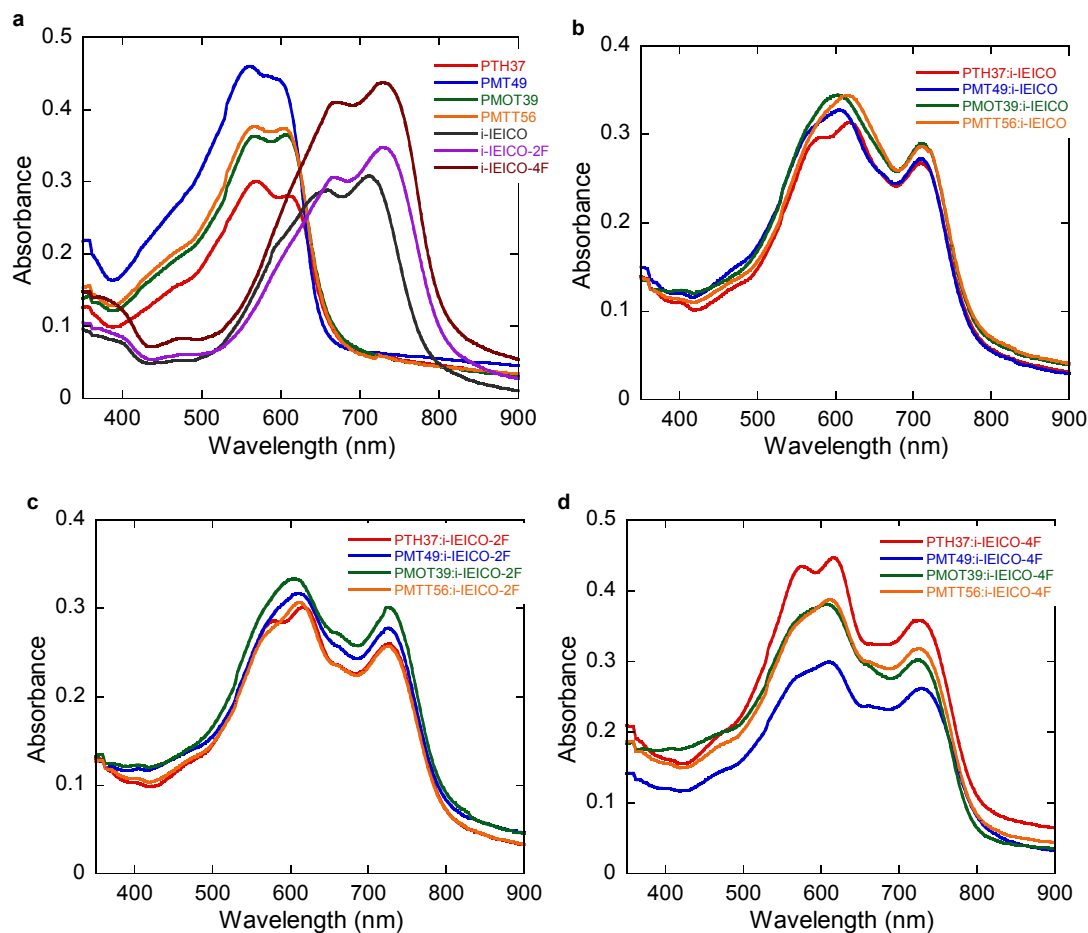 a
0.5
0.4
0.3
0.2
0.1
0
Absorbance
400 500 600 700 800 900
Wavelength (nm)
PTH37
PMT49
PMOT39
PMTT56
i-IEICO
i-IEICO-2F
i-IEICO-4F
b
0.4
0.3
0.2
0.1
0
Absorbance
400 500 600 700 800 900
Wavelength (nm)
PTH37:i-IEICO
PMT49:i-IEICO
PMOT39:i-IEICO
PMTT56:i-IEICO
c
0.4
0.3
0.2
0.1
0
Absorbance
400 500 600 700 800 900
Wavelength (nm)
PTH37:i-IEICO-2F
PMT49:i-IEICO-2F
PMOT39:i-IEICO-2F
PMTT56:i-IEICO-2F
d
0.5
0.4
0.3
0.2
0.1
0
Absorbance
400 500 600 700 800 900
Wavelength (nm)
PTH37:i-IEICO-4F
PMT49:i-IEICO-4F
PMOT39:i-IEICO-4F
PMTT56:i-IEICO-4F